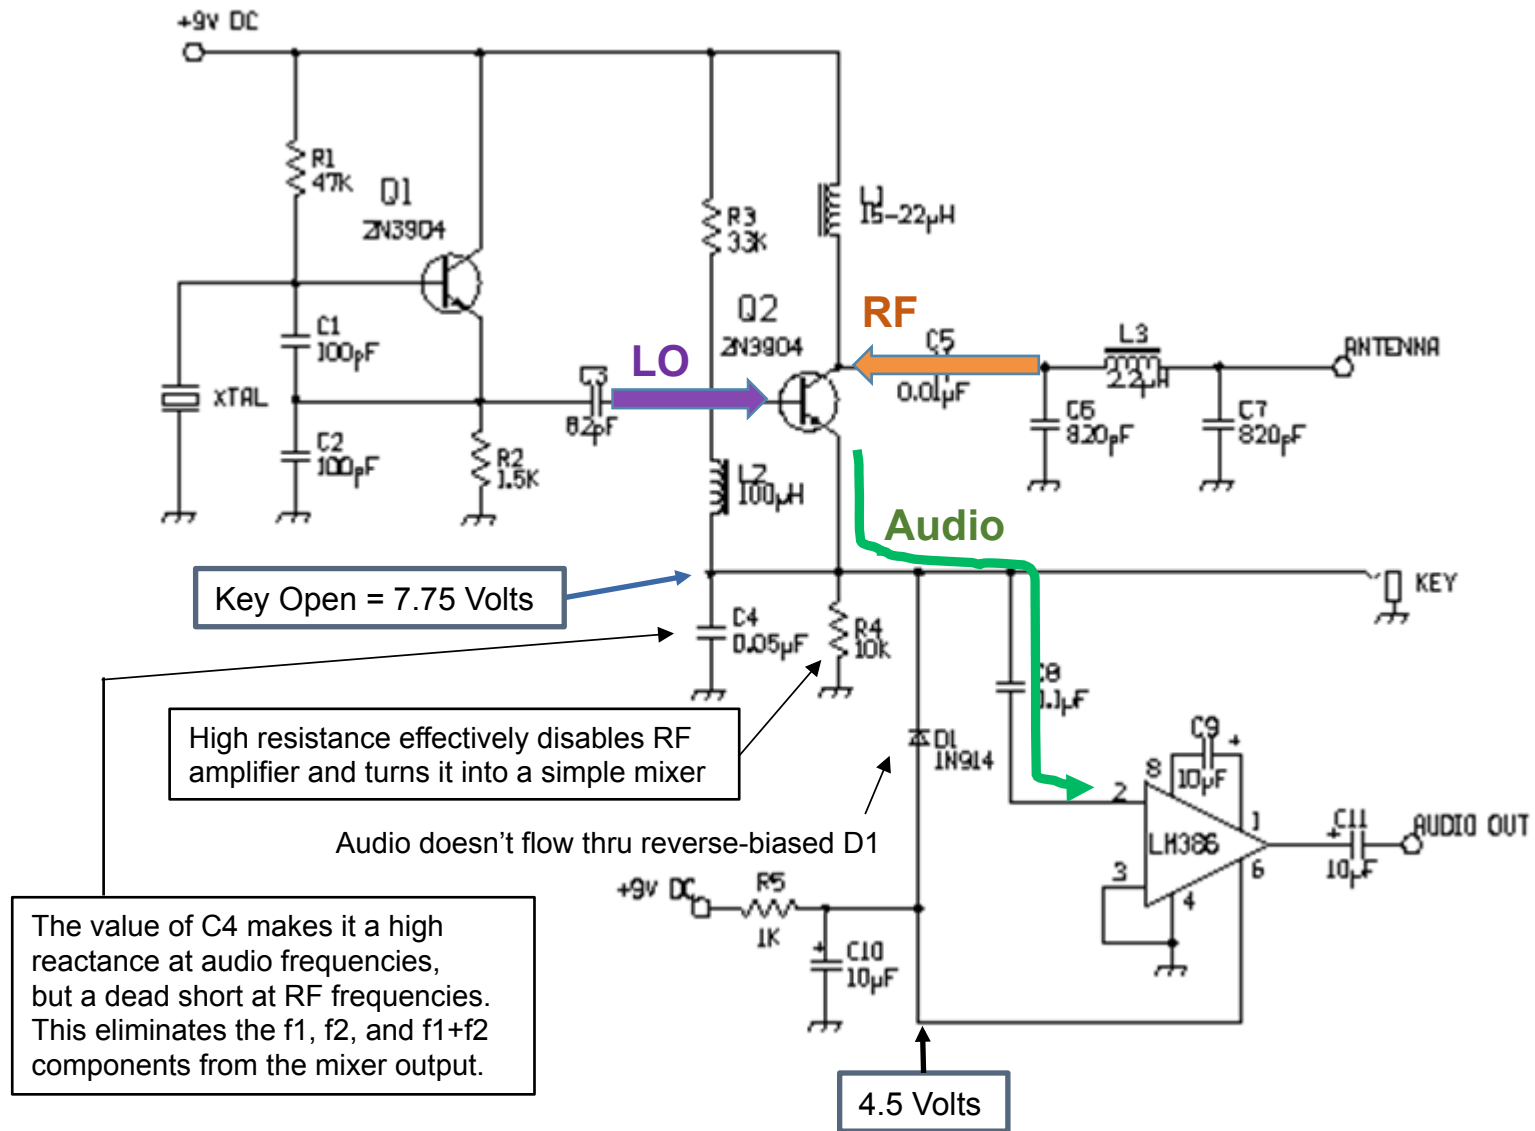 +9V DC
R1
47K
Q1
2N3904
R3
33K
L1
15-22µH
Q2
2N3904
RF
C5
0.01µF
L3
2.2µH
ANTENNA
C1
100pF
LO
C3
82pF
XTAL
C6
820pF
C7
820pF
C2
100pF
R2
1.5K
L2
100µH
Audio
Key Open = 7.75 Volts
KEY
C4
0.05µF
R4
10K
C8
0.1µF
High resistance effectively disables RF
amplifier and turns it into a simple mixer
D1
1N914
C9
+
10µF
8
2
1
LM386
3
4
6
+
C11
10µF
AUDIO OUT
Audio doesn’t flow thru reverse-biased D1
+9V DC
R5
1K
+
C10
10µF
The value of C4 makes it a high
reactance at audio frequencies,
but a dead short at RF frequencies.
This eliminates the f1, f2, and f1+f2
components from the mixer output.
4.5 Volts